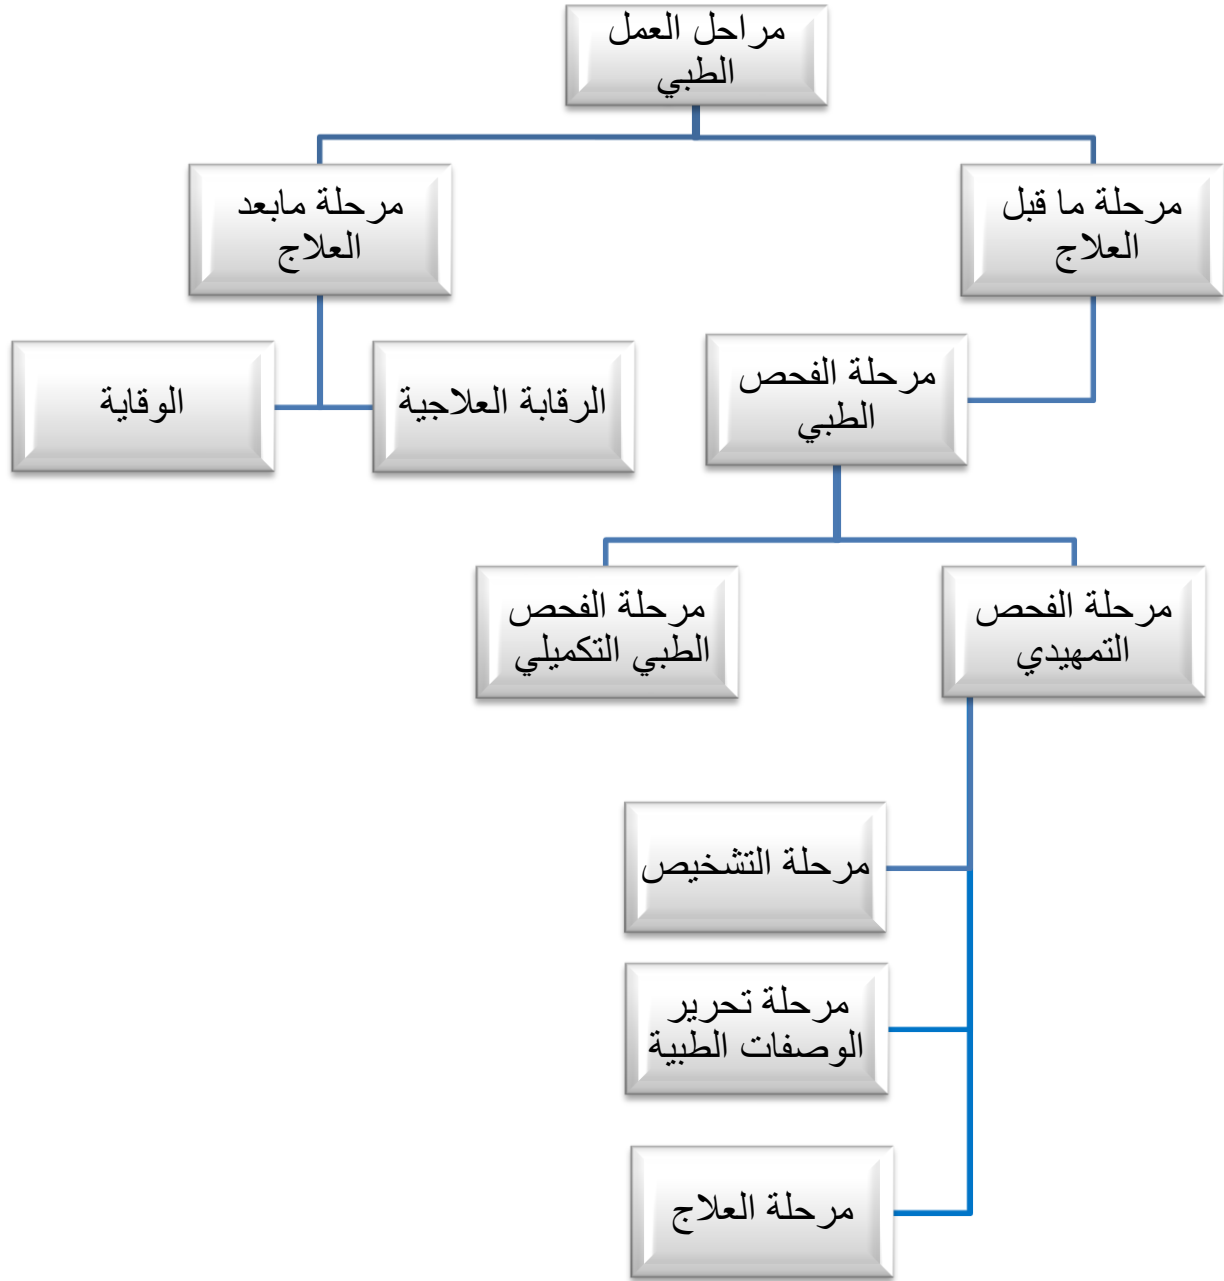 مراحل العمل
الطبي
مرحلة ما قبل
العلاج
مرحلة مابعد
العلاج
مرحلة الفحص
الطبي
الرقابة العلاجية
الوقاية
مرحلة الفحص
التمهيدي
مرحلة الفحص
الطبي التكميلي
مرحلة التشخيص
مرحلة تحرير
الوصفات الطبية
مرحلة العلاج